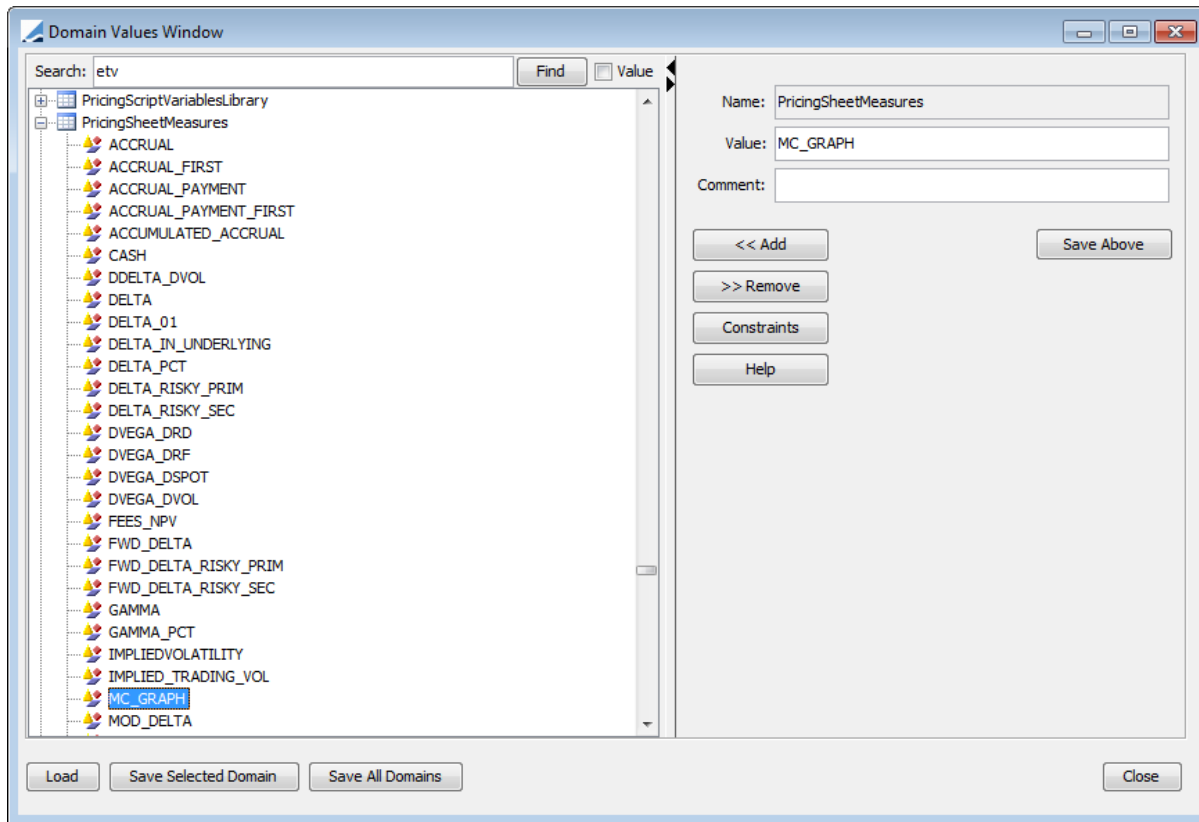 Domain Values Window
Search: etv Find Value
PricingScriptVariablesLibrary
PricingSheetMeasures
ACCRUAL
ACCRUAL_FIRST
ACCRUAL_PAYMENT
ACCRUAL_PAYMENT_FIRST
ACCUMULATED_ACCRUAL
CASH
DDELTA_DVOL
DELTA
DELTA_01
DELTA_IN_UNDERLYING
DELTA_PCT
DELTA_RISKY_PRIM
DELTA_RISKY_SEC
DVEGA_DRD
DVEGA_DRF
DVEGA_DSPOT
DVEGA_DVOL
FEES_NPV
FWD_DELTA
FWD_DELTA_RISKY_PRIM
FWD_DELTA_RISKY_SEC
GAMMA
GAMMA_PCT
IMPLIEDVOLATILITY
IMPLIED_TRADING_VOL
MC_GRAPH
MOD_DELTA
Name: PricingSheetMeasures
Value: MC_GRAPH
Comment:
<< Add Save Above
>> Remove
Constraints
Help
Load Save Selected Domain Save All Domains Close